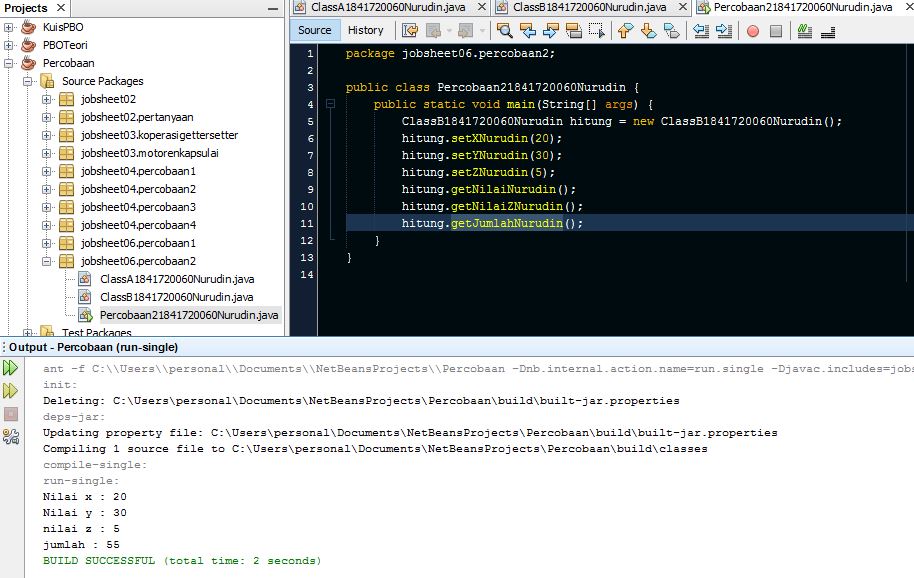 Projects
KuisPBO
PBOTeori
Percobaan
Source Packages
jobsheet02
jobsheet02.pertanyaan
jobsheet03.koperasigettersetter
jobsheet03.motorenkapsulai
jobsheet04.percobaan1
jobsheet04.percobaan2
jobsheet04.percobaan3
jobsheet04.percobaan4
jobsheet06.percobaan1
jobsheet06.percobaan2
ClassA1841720060Nurudin.java
ClassB1841720060Nurudin.java
Percobaan21841720060Nurudin.java
Test Packages
ClassA1841720060Nurudin.java ClassB1841720060Nurudin.java Percobaan21841720060Nurudin.java
Source History
1 package jobsheet06.percobaan2;
2
3 public class Percobaan21841720060Nurudin {
4 public static void main(String[] args) {
5 ClassB1841720060Nurudin hitung = new ClassB1841720060Nurudin();
6 hitung.setXNurudin(20);
7 hitung.setYNurudin(30);
8 hitung.setZNurudin(5);
9 hitung.getNilaiNurudin();
10 hitung.getNilaiZNurudin();
11 hitung.getJumlahNurudin();
12 }
13 }
14
Output - Percobaan (run-single)
ant -f C:\\Users\\personal\\Documents\\NetBeansProjects\\Percobaan -Dnb.internal.action.name=run.single -Djavac.includes=jobs
init:
Deleting: C:\Users\personal\Documents\NetBeansProjects\Percobaan\build\built-jar.properties
deps-jar:
Updating property file: C:\Users\personal\Documents\NetBeansProjects\Percobaan\build\built-jar.properties
Compiling 1 source file to C:\Users\personal\Documents\NetBeansProjects\Percobaan\build\classes
compile-single:
run-single:
Nilai x : 20
Nilai y : 30
nilai z : 5
jumlah : 55
BUILD SUCCESSFUL (total time: 2 seconds)